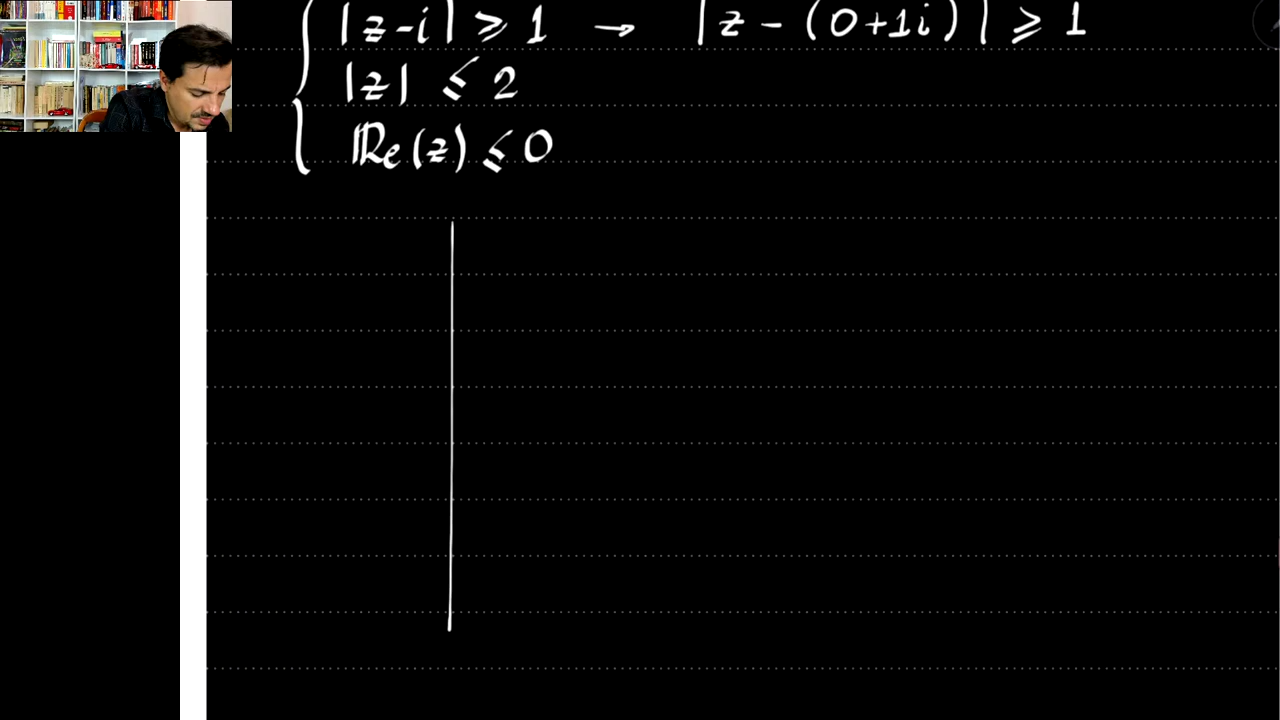 |z-i| ⩾ 1 → |z - (0+1i)| ⩾ 1
|z| ⩽ 2
ℝe(z) ⩽ 0